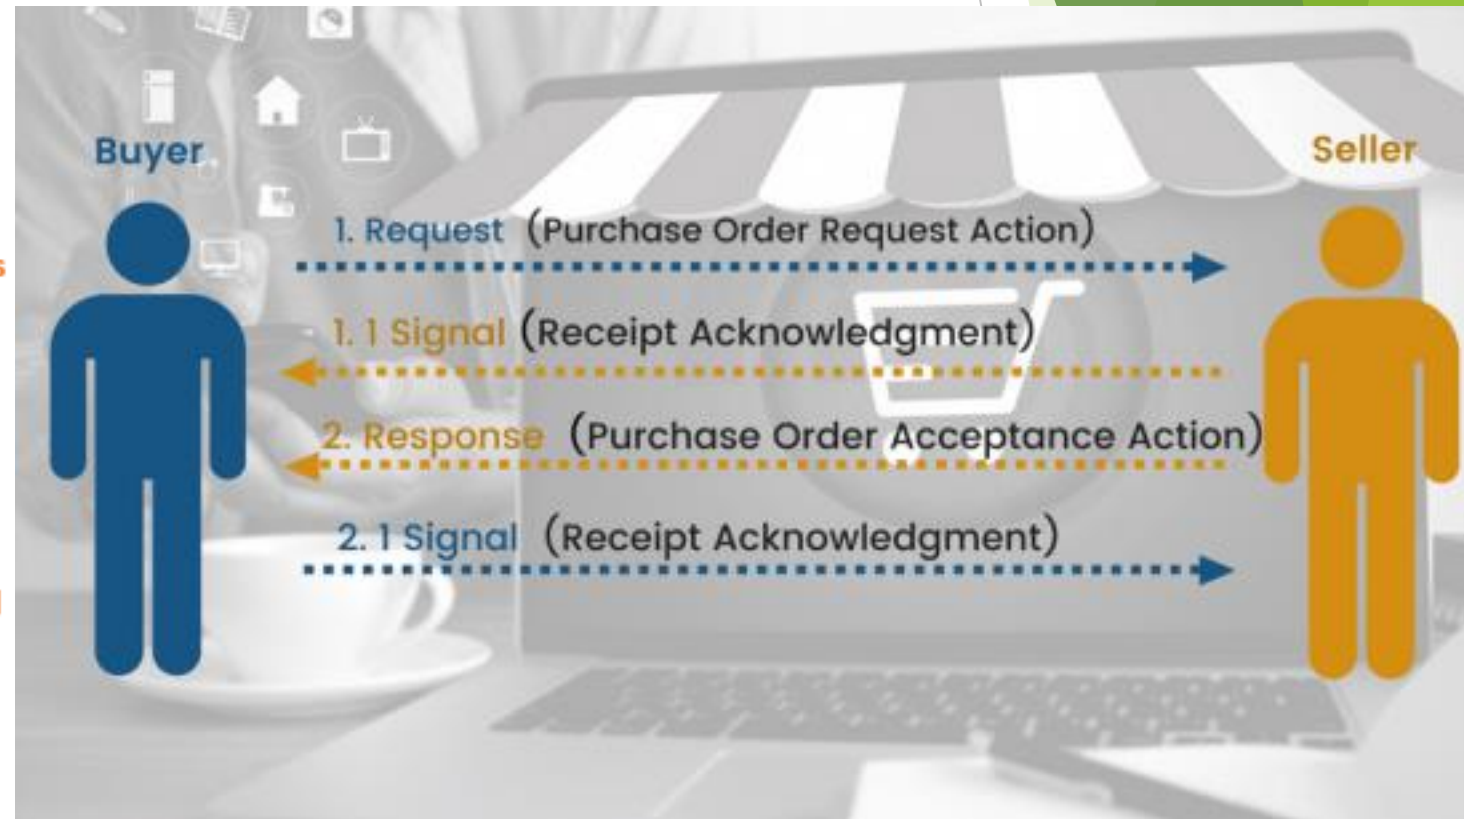 Buyer
Seller
1. Request (Purchase Order Request Action)
1. 1 Signal (Receipt Acknowledgment)
2. Response (Purchase Order Acceptance Action)
2. 1 Signal (Receipt Acknowledgment)